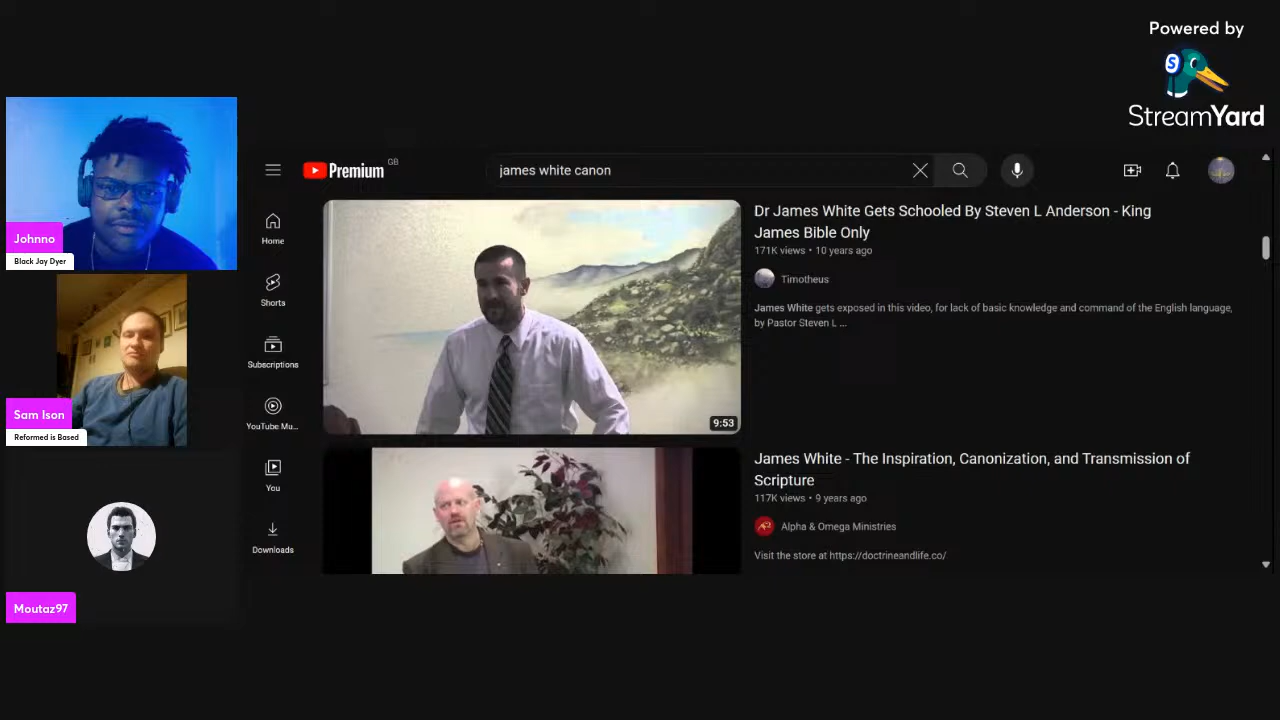 Powered by
StreamYard
Johnno
Black Jay Dyer
Sam Ison
Reformed is Based
Moutaz97
Premium
GB
james white canon
Home
Shorts
Subscriptions
YouTube Mu...
You
Downloads
9:53
Dr James White Gets Schooled By Steven L Anderson - King
James Bible Only
171K views • 10 years ago
Timotheus
James White gets exposed in this video, for lack of basic knowledge and command of the English language,
by Pastor Steven L ...
James White - The Inspiration, Canonization, and Transmission of
Scripture
117K views • 9 years ago
Alpha & Omega Ministries
Visit the store at https://doctrineandlife.co/